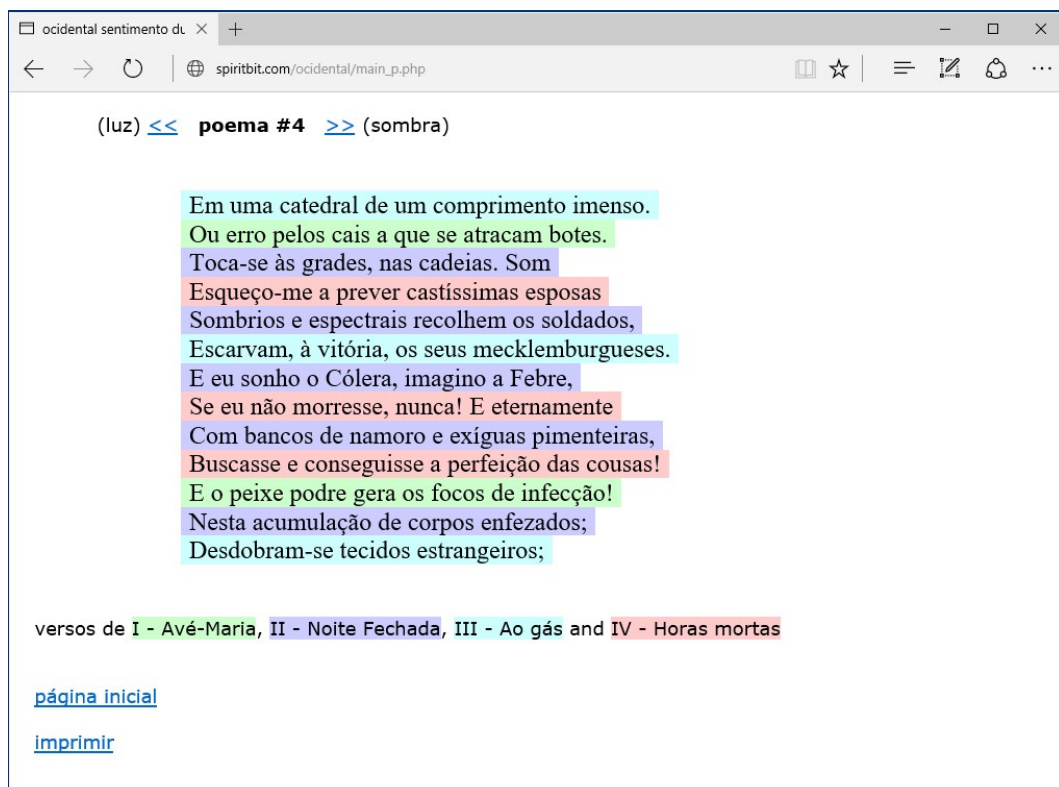 ocidental sentimento du
spiritbit.com/ocidental/main_p.php
(luz) << poema #4 >> (sombra)
Em uma catedral de um comprimento imenso.
Ou erro pelos cais a que se atracam botes.
Toca-se às grades, nas cadeias. Som
Esqueço-me a prever castíssimas esposas
Sombrios e espectrais recolhem os soldados,
Escarvam, à vitória, os seus mecklemburgueses.
E eu sonho o Cólera, imagino a Febre,
Se eu não morresse, nunca! E eternamente
Com bancos de namoro e exíguas pimenteiras,
Buscasse e conseguisse a perfeição das cousas!
E o peixe podre gera os focos de infecção!
Nesta acumulação de corpos enfezados;
Desdobram-se tecidos estrangeiros;
versos de I - Avé-Maria, II - Noite Fechada, III - Ao gás and IV - Horas mortas
página inicial
imprimir